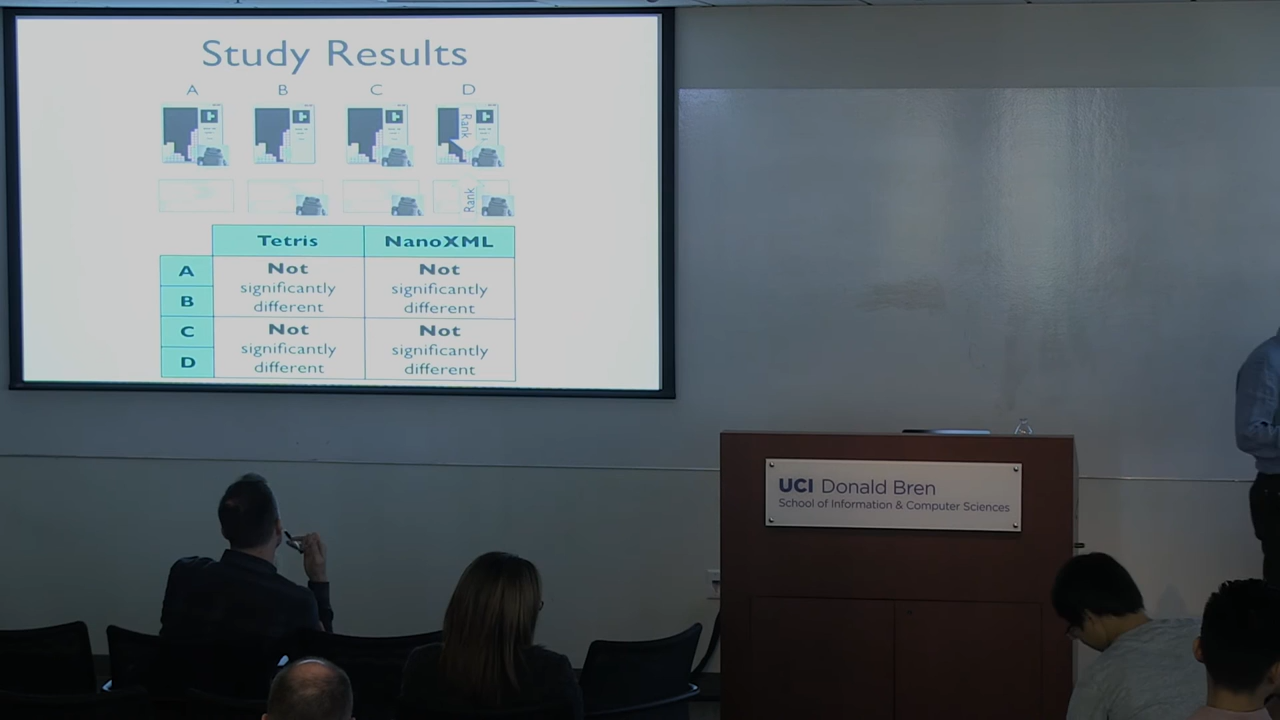 Study Results
A B C D
Rank
Rank
Tetris NanoXML
A
B
Not
significantly
different
Not
significantly
different
C
D
Not
significantly
different
Not
significantly
different
UCI Donald Bren
School of Information & Computer Sciences